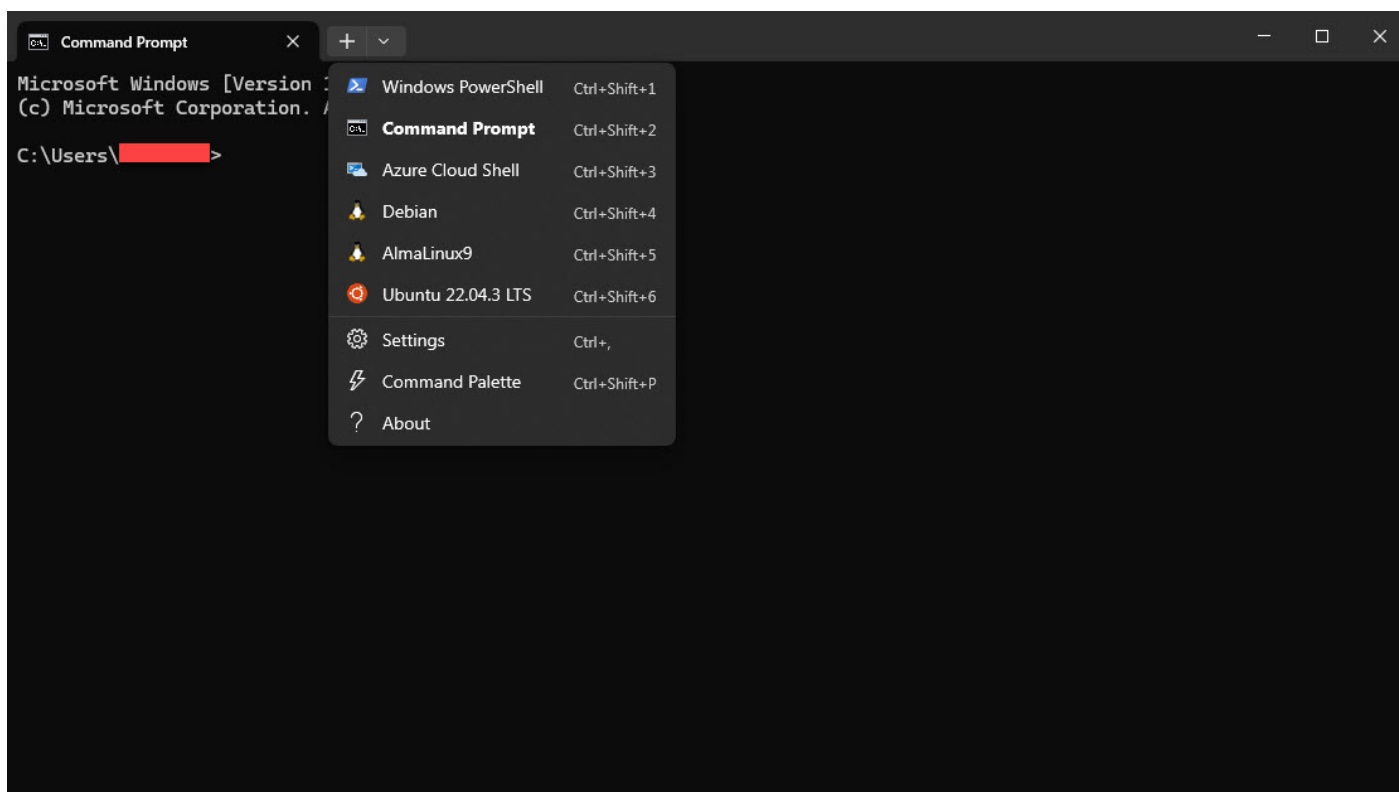 Command Prompt
Microsoft Windows [Version
(c) Microsoft Corporation.
C:\Users\ >
Windows PowerShell Ctrl+Shift+1
Command Prompt Ctrl+Shift+2
Azure Cloud Shell Ctrl+Shift+3
Debian Ctrl+Shift+4
AlmaLinux9 Ctrl+Shift+5
Ubuntu 22.04.3 LTS Ctrl+Shift+6
Settings Ctrl+,
Command Palette Ctrl+Shift+P
About